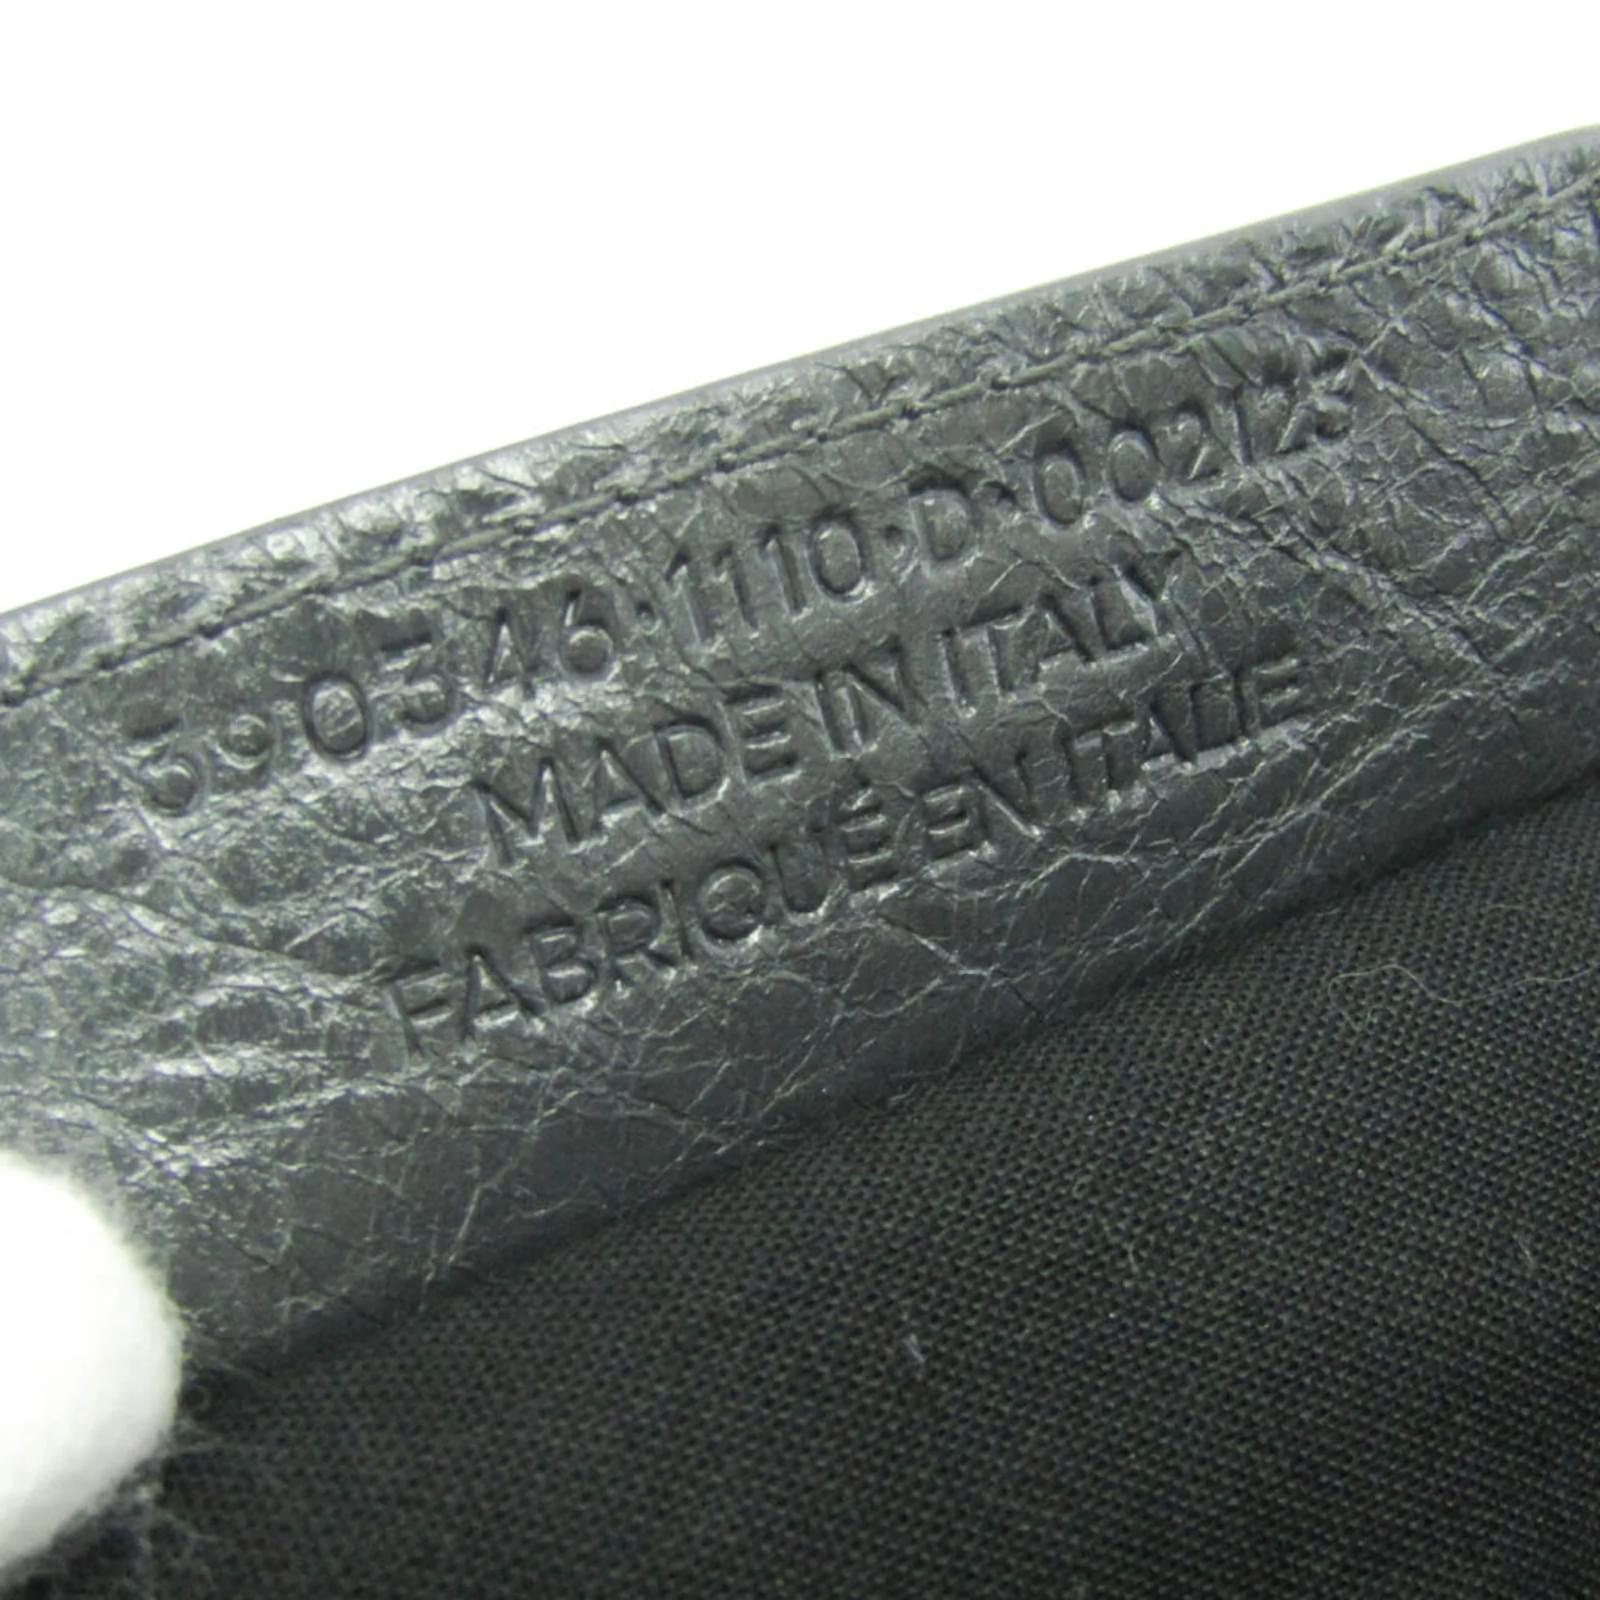 390346·1110·D·002123
MADE IN ITALY
FABRIQUÉ EN ITALIE